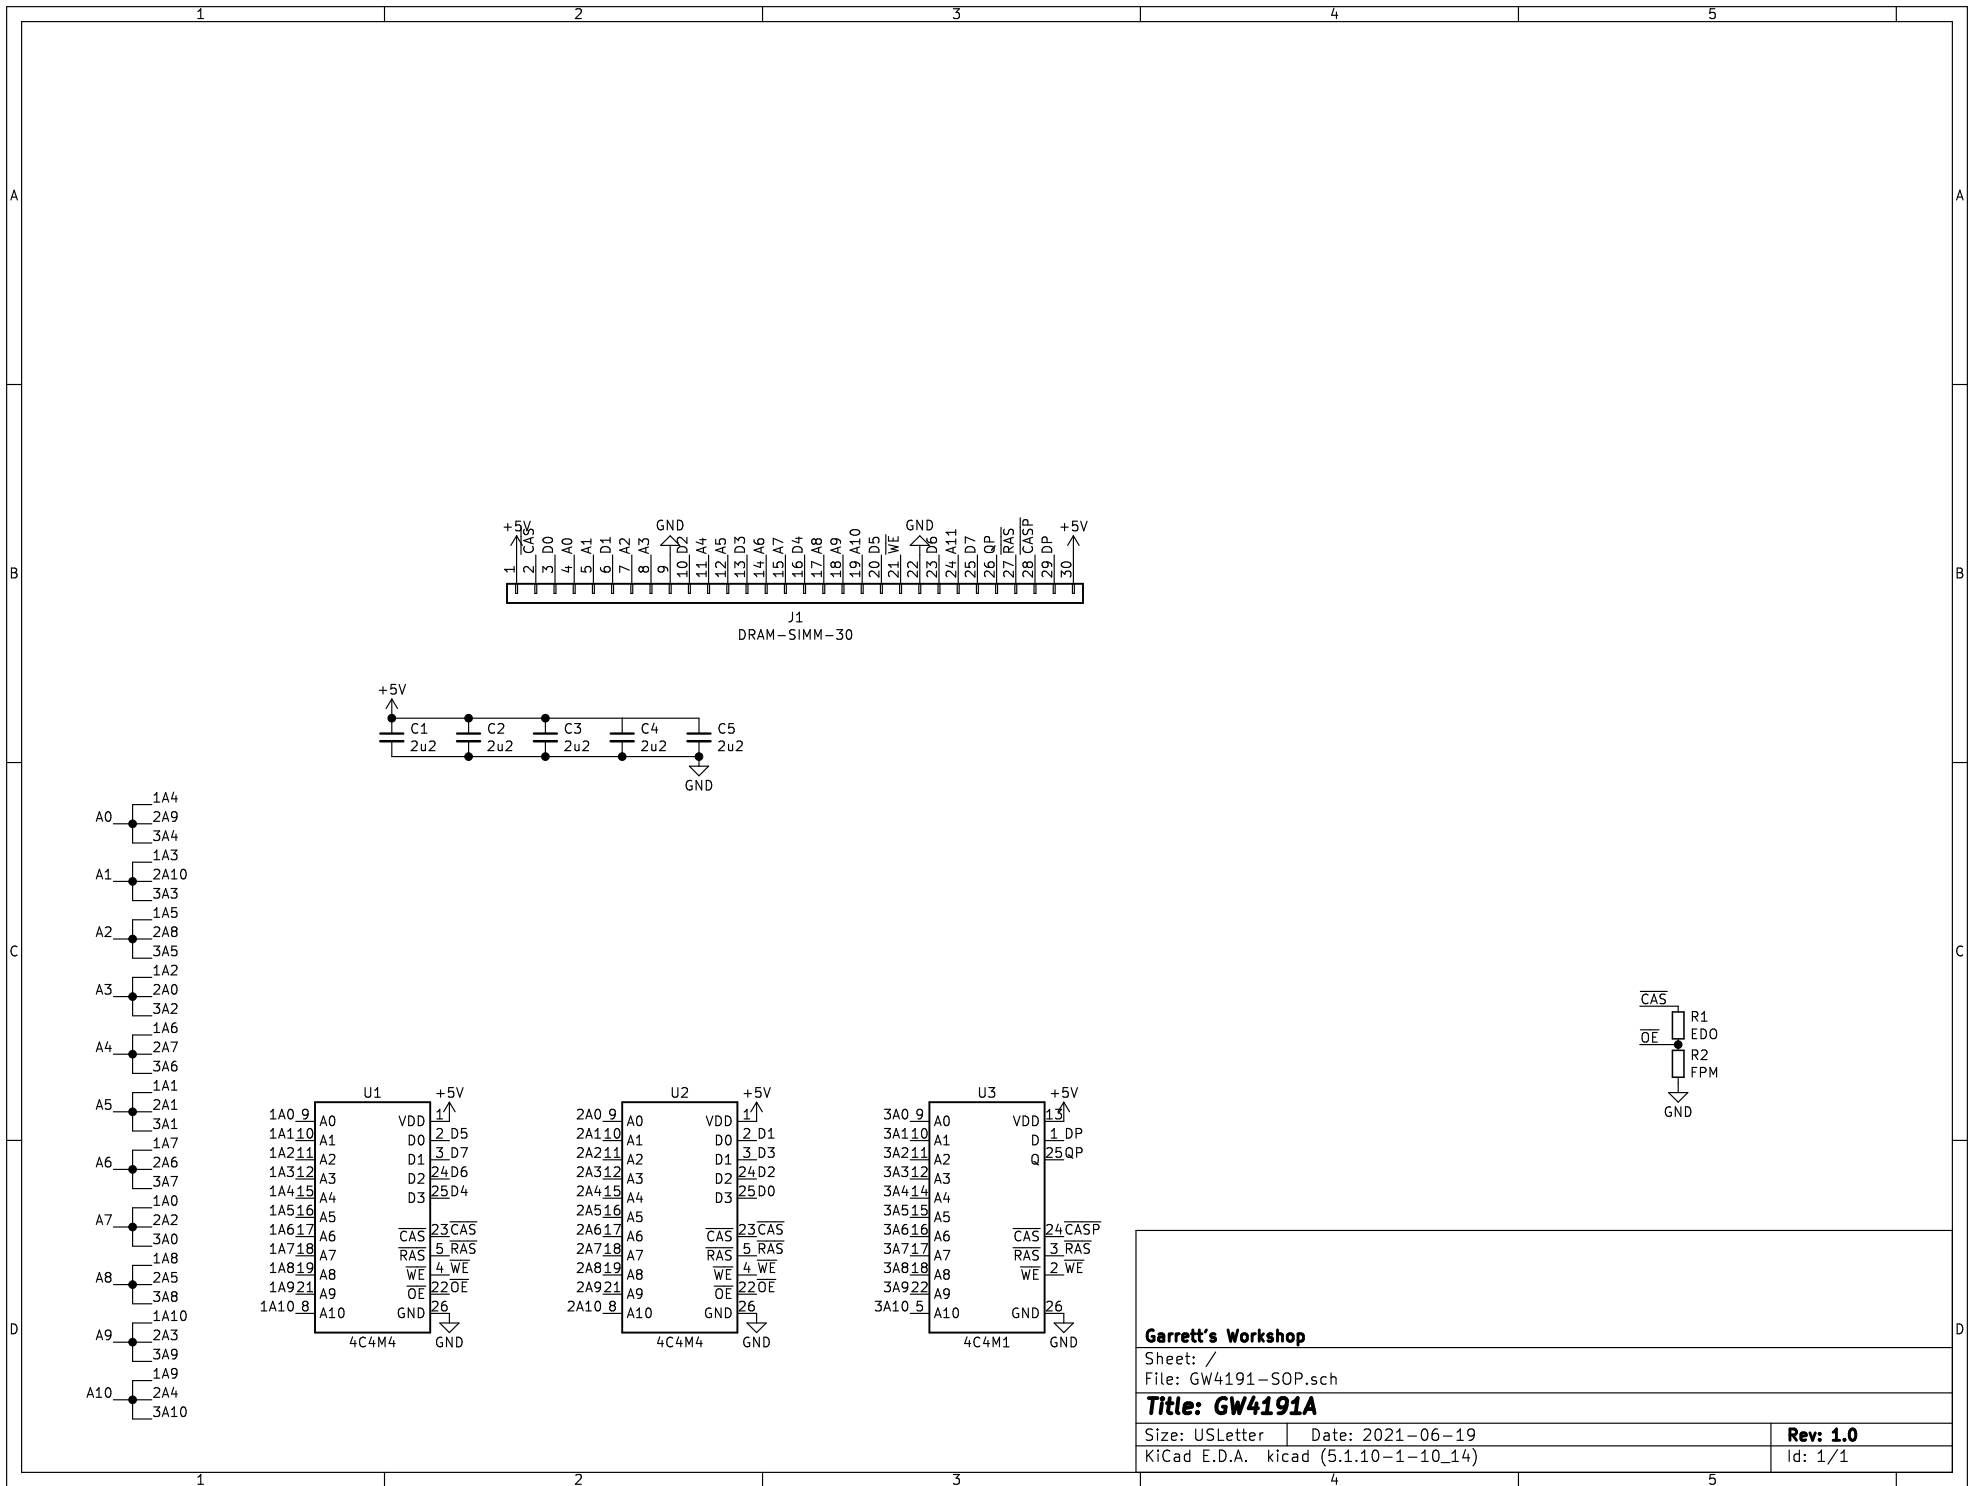 1 2 3 4 5
A A
B B
C C
D D
+5V GND GND +5V
CAS D0 A0 A1 D1 A2 A3 D2 A4 A5 D3 A6 A7 D4 A8 A9 A10 D5 WE D6 A11 D7 QP RAS CASP DP
1 2 3 4 5 6 7 8 9 10 11 12 13 14 15 16 17 18 19 20 21 22 23 24 25 26 27 28 29 30
J1
DRAM-SIMM-30
+5V
C1 C2 C3 C4 C5
2u2 2u2 2u2 2u2 2u2
GND
1A4
A0 2A9
3A4
1A3
A1 2A10
3A3
1A5
A2 2A8
3A5
1A2
A3 2A0
3A2
1A6
A4 2A7
3A6
1A1
A5 2A1
3A1
1A7
A6 2A6
3A7
1A0
A7 2A2
3A0
1A8
A8 2A5
3A8
1A10
A9 2A3
3A9
1A9
A10 2A4
3A10
U1 +5V
1A0 9 A0 VDD 1
1A1 10 A1 D0 2 D5
1A2 11 A2 D1 3 D7
1A3 12 A3 D2 24 D6
1A4 15 A4 D3 25 D4
1A5 16 A5
1A6 17 A6 CAS 23 CAS
1A7 18 A7 RAS 5 RAS
1A8 19 A8 WE 4 WE
1A9 21 A9 OE 22 OE
1A10 8 A10 GND 26
4C4M4 GND
U2 +5V
2A0 9 A0 VDD 1
2A1 10 A1 D0 2 D1
2A2 11 A2 D1 3 D3
2A3 12 A3 D2 24 D2
2A4 15 A4 D3 25 D0
2A5 16 A5
2A6 17 A6 CAS 23 CAS
2A7 18 A7 RAS 5 RAS
2A8 19 A8 WE 4 WE
2A9 21 A9 OE 22 OE
2A10 8 A10 GND 26
4C4M4 GND
U3 +5V
3A0 9 A0 VDD 13
3A1 10 A1 D 1 DP
3A2 11 A2 Q 25 QP
3A3 12 A3
3A4 14 A4
3A5 15 A5
3A6 16 A6 CAS 24 CASP
3A7 17 A7 RAS 3 RAS
3A8 18 A8 WE 2 WE
3A9 22 A9
3A10 5 A10 GND 26
4C4M1 GND
CAS
R1
EDO
OE
R2
FPM
GND
Garrett's Workshop
Sheet: /
File: GW4191-SOP.sch
Title: GW4191A
Size: USLetter Date: 2021-06-19 Rev: 1.0
KiCad E.D.A. kicad (5.1.10-1-10_14) Id: 1/1
1 2 3 4 5